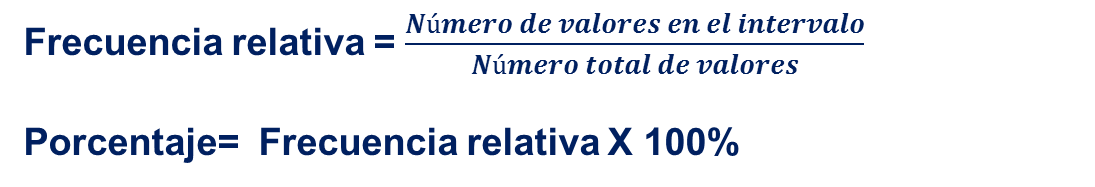 Frecuencia relativa = Número de valores en el intervalo
Número total de valores
Porcentaje= Frecuencia relativa X 100%